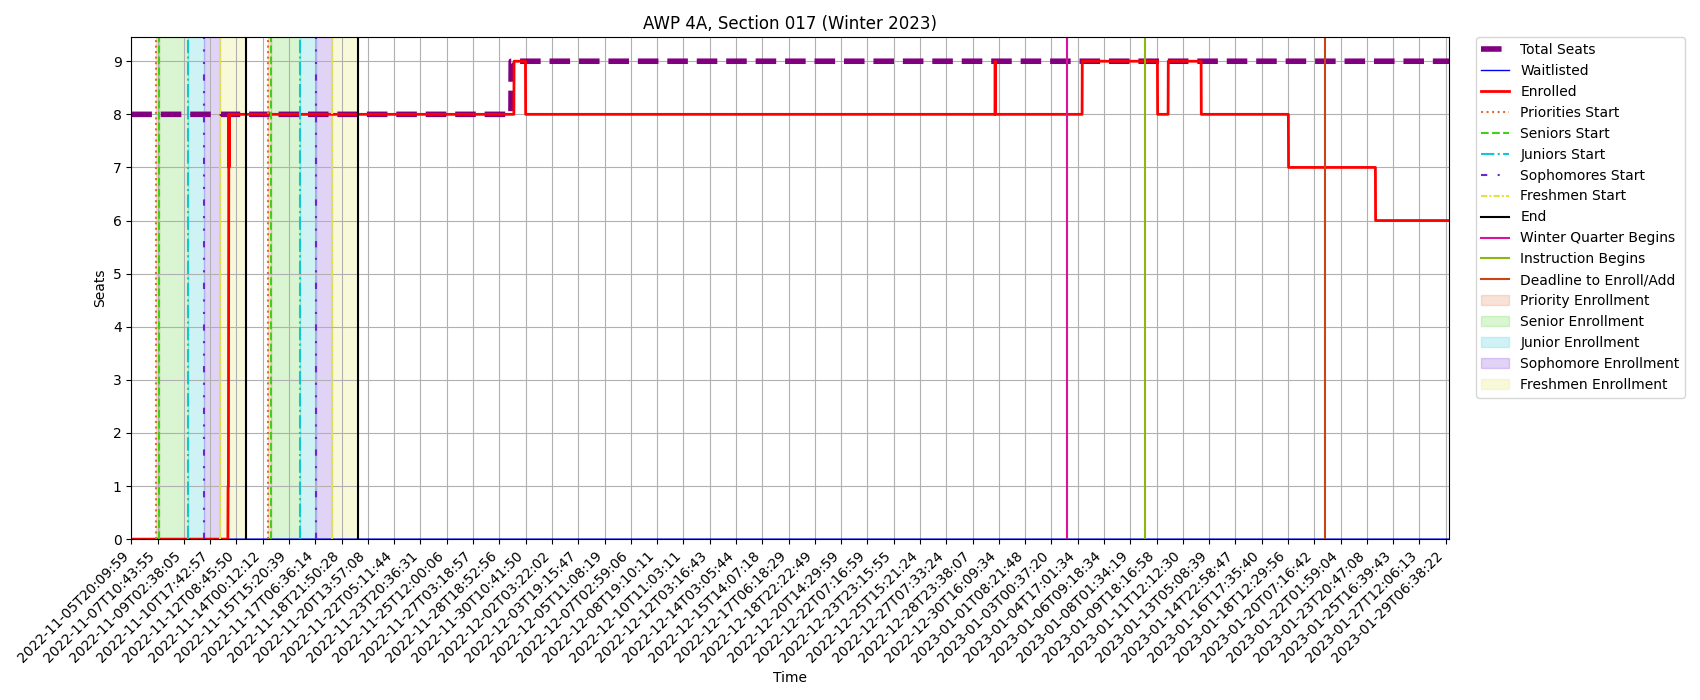 AWP 4A, Section 017 (Winter 2023)
Seats
9
8
7
6
5
4
3
2
1
0
2022-11-05T20:09:59
2022-11-07T10:43:55
2022-11-09T02:38:05
2022-11-10T17:42:57
2022-11-12T08:45:50
2022-11-14T00:12:12
2022-11-15T15:20:39
2022-11-17T06:36:14
2022-11-18T21:50:28
2022-11-20T13:57:08
2022-11-22T05:11:44
2022-11-23T20:36:31
2022-11-25T12:00:06
2022-11-27T03:18:57
2022-11-28T18:52:56
2022-11-30T10:41:50
2022-12-02T03:22:02
2022-12-03T19:15:47
2022-12-05T11:08:19
2022-12-07T02:59:06
2022-12-08T19:10:11
2022-12-10T11:03:11
2022-12-12T03:16:43
2022-12-14T03:05:44
2022-12-15T14:07:18
2022-12-17T06:18:29
2022-12-18T22:22:49
2022-12-20T14:29:59
2022-12-22T07:16:59
2022-12-23T23:15:55
2022-12-25T15:21:24
2022-12-27T07:33:24
2022-12-28T23:38:07
2022-12-30T16:09:34
2023-01-01T08:21:48
2023-01-03T00:37:20
2023-01-04T17:01:34
2023-01-06T09:18:34
2023-01-08T01:34:19
2023-01-09T18:16:58
2023-01-11T12:12:30
2023-01-13T05:08:39
2023-01-14T22:58:47
2023-01-16T17:35:40
2023-01-18T12:29:56
2023-01-20T07:16:42
2023-01-22T01:59:04
2023-01-23T20:47:08
2023-01-25T16:39:43
2023-01-27T12:06:13
2023-01-29T06:38:22
Time
Total Seats
Waitlisted
Enrolled
Priorities Start
Seniors Start
Juniors Start
Sophomores Start
Freshmen Start
End
Winter Quarter Begins
Instruction Begins
Deadline to Enroll/Add
Priority Enrollment
Senior Enrollment
Junior Enrollment
Sophomore Enrollment
Freshmen Enrollment